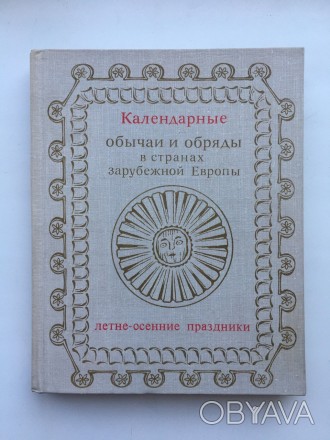 Календарные
обычаи и обряды
в странах
зарубежной Европы
летне-осенние праздники
OBYAVA